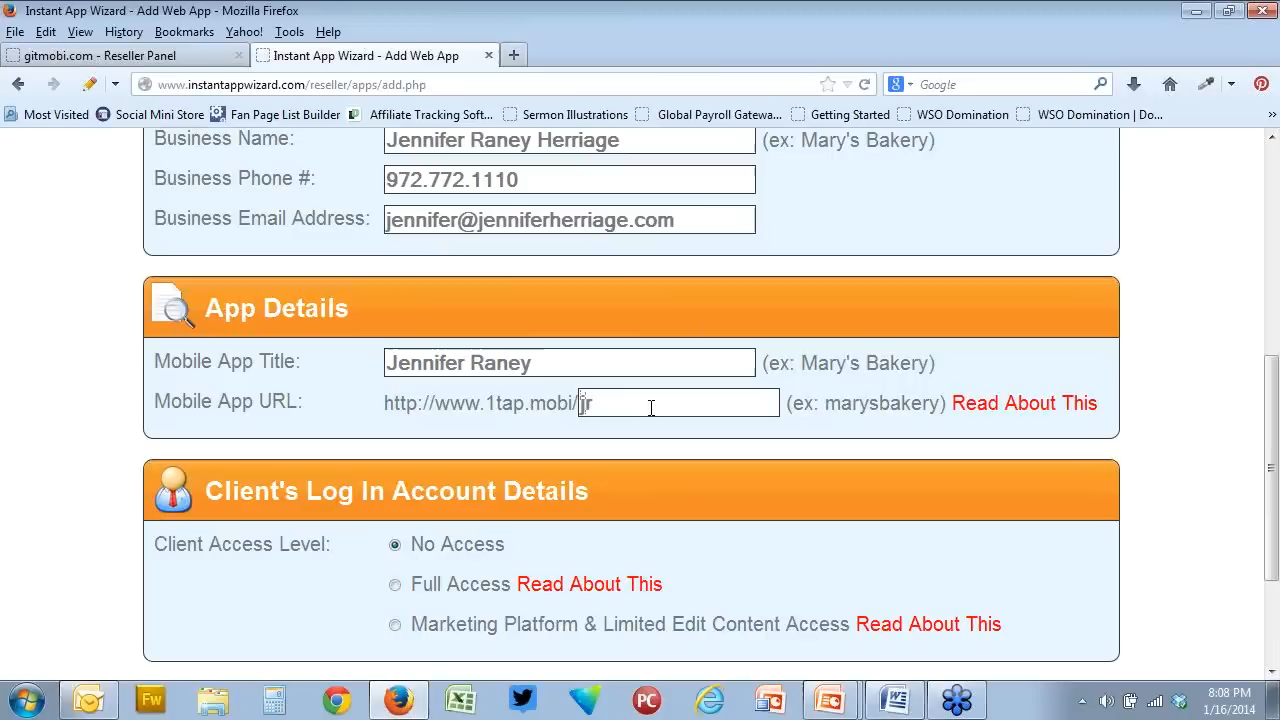 Instant App Wizard - Add Web App - Mozilla Firefox
File Edit View History Bookmarks Yahoo! Tools Help
gitmobi.com - Reseller Panel Instant App Wizard - Add Web App
www.instantappwizard.com/reseller/apps/add.php Google
Most Visited Social Mini Store Fan Page List Builder Affiliate Tracking Soft... Sermon Illustrations Global Payroll Gatewa... Getting Started WSO Domination WSO Domination | Do...
Business Name: Jennifer Raney Herriage (ex: Mary's Bakery)
Business Phone #: 972.772.1110
Business Email Address: jennifer@jenniferherriage.com
App Details
Mobile App Title: Jennifer Raney (ex: Mary's Bakery)
Mobile App URL: http://www.1tap.mobi/jr (ex: marysbakery) Read About This
Client's Log In Account Details
Client Access Level: No Access
Full Access Read About This
Marketing Platform & Limited Edit Content Access Read About This
8:08 PM
1/16/2014